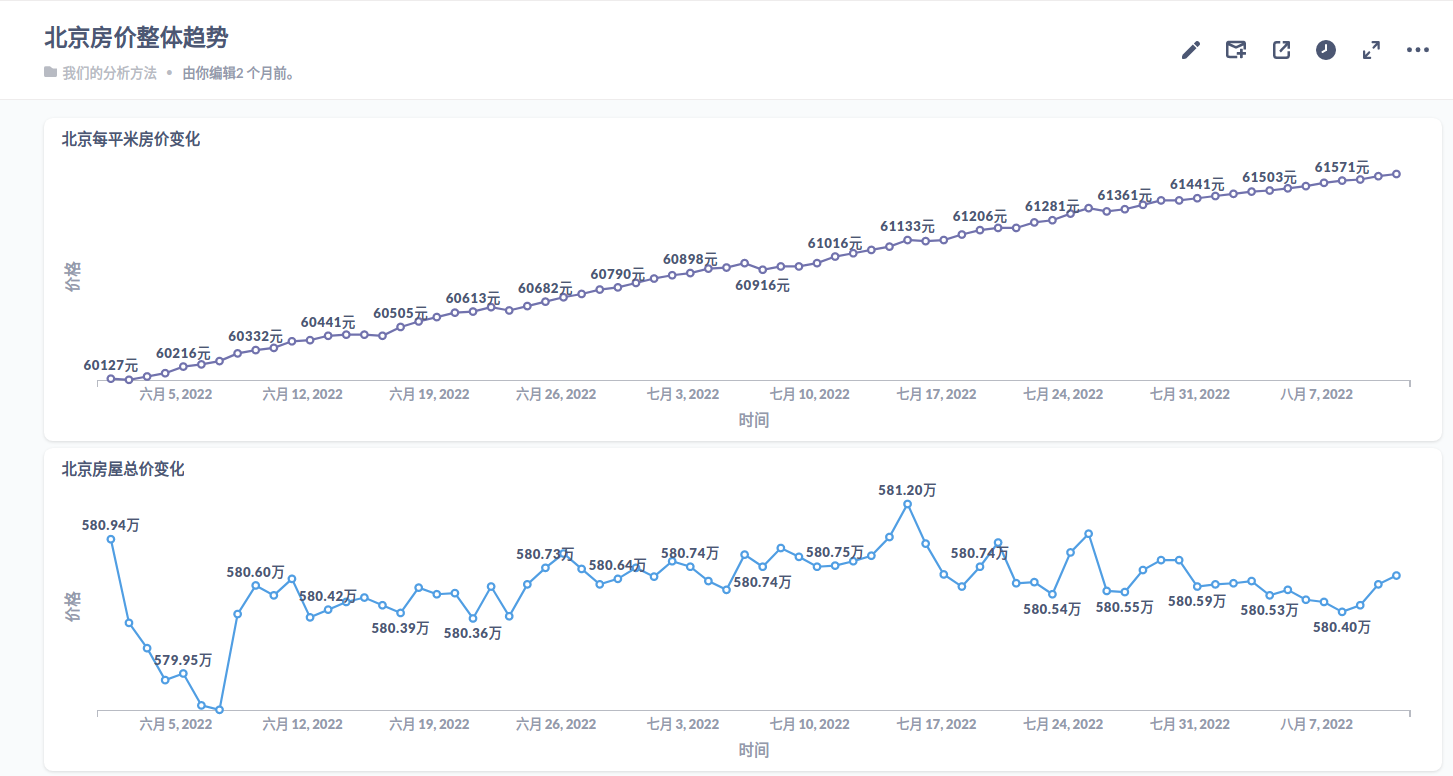 北京房价整体趋势
我们的分析方法 • 由你编辑2 个月前。
北京每平米房价变化
价格
60127元 60216元 60332元 60441元 60505元 60613元 60682元 60790元 60898元 60916元 61016元 61133元 61206元 61281元 61361元 61441元 61503元 61571元
六月 5, 2022 六月 12, 2022 六月 19, 2022 六月 26, 2022 七月 3, 2022 七月 10, 2022 七月 17, 2022 七月 24, 2022 七月 31, 2022 八月 7, 2022
时间
北京房屋总价变化
价格
580.94万 579.95万 580.60万 580.42万 580.39万 580.36万 580.73万 580.64万 580.74万 580.74万 580.75万 581.20万 580.74万 580.54万 580.55万 580.59万 580.53万 580.40万
六月 5, 2022 六月 12, 2022 六月 19, 2022 六月 26, 2022 七月 3, 2022 七月 10, 2022 七月 17, 2022 七月 24, 2022 七月 31, 2022 八月 7, 2022
时间